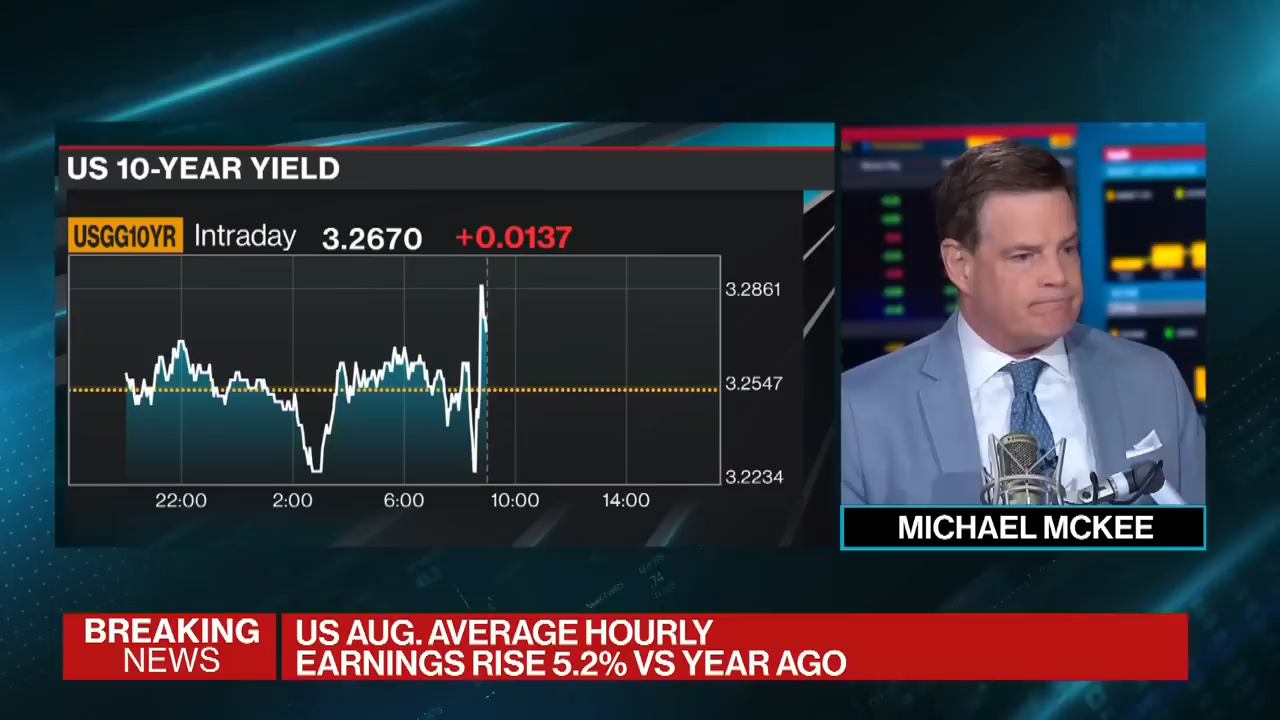 US 10-YEAR YIELD
USGG10YR Intraday 3.2670 +0.0137
3.2861
3.2547
3.2234
22:00 2:00 6:00 10:00 14:00
MICHAEL MCKEE
BREAKING
NEWS
US AUG. AVERAGE HOURLY
EARNINGS RISE 5.2% VS YEAR AGO